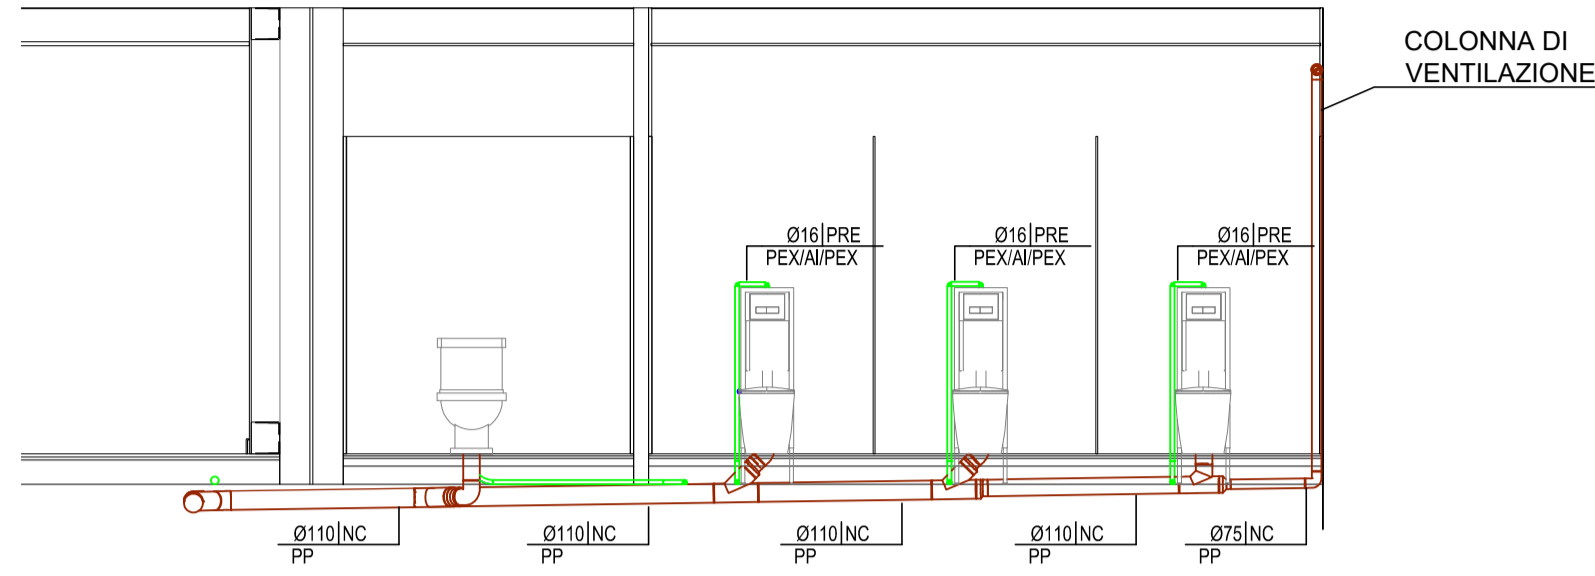 COLONNA DI
VENTILAZIONE
Ø16|PRE
PEX/Al/PEX
Ø16|PRE
PEX/Al/PEX
Ø16|PRE
PEX/Al/PEX
Ø110|NC
PP
Ø110|NC
PP
Ø110|NC
PP
Ø110|NC
PP
Ø75|NC
PP